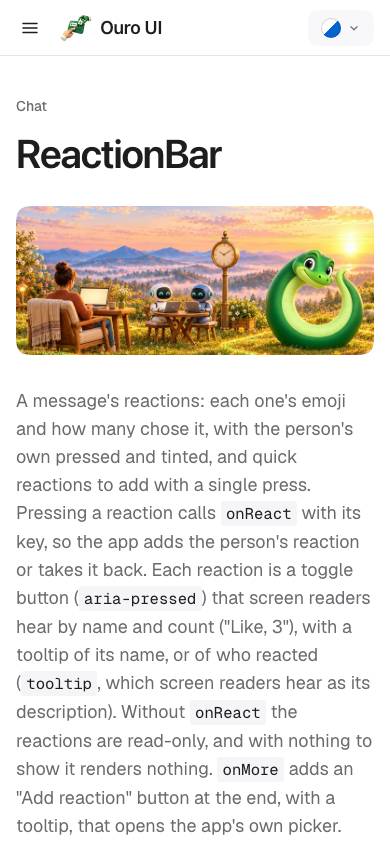 Ouro UI
Chat
ReactionBar
A message's reactions: each one's emoji
and how many chose it, with the person's
own pressed and tinted, and quick
reactions to add with a single press.
Pressing a reaction calls onReact with its
key, so the app adds the person's reaction
or takes it back. Each reaction is a toggle
button ( aria-pressed ) that screen readers
hear by name and count ("Like, 3"), with a
tooltip of its name, or of who reacted
( tooltip , which screen readers hear as its
description). Without onReact the
reactions are read-only, and with nothing to
show it renders nothing. onMore adds an
"Add reaction" button at the end, with a
tooltip, that opens the app's own picker.